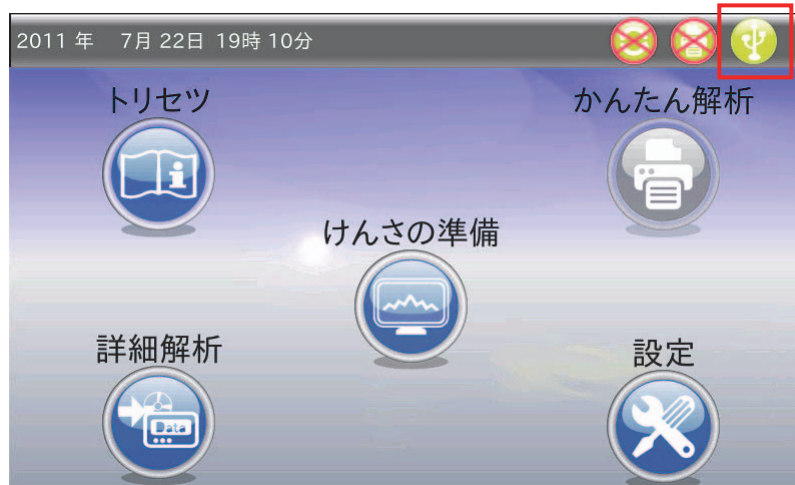 2011 年 7月 22日 19時 10分
トリセツ
かんたん解析
けんさの準備
詳細解析
Data
設定